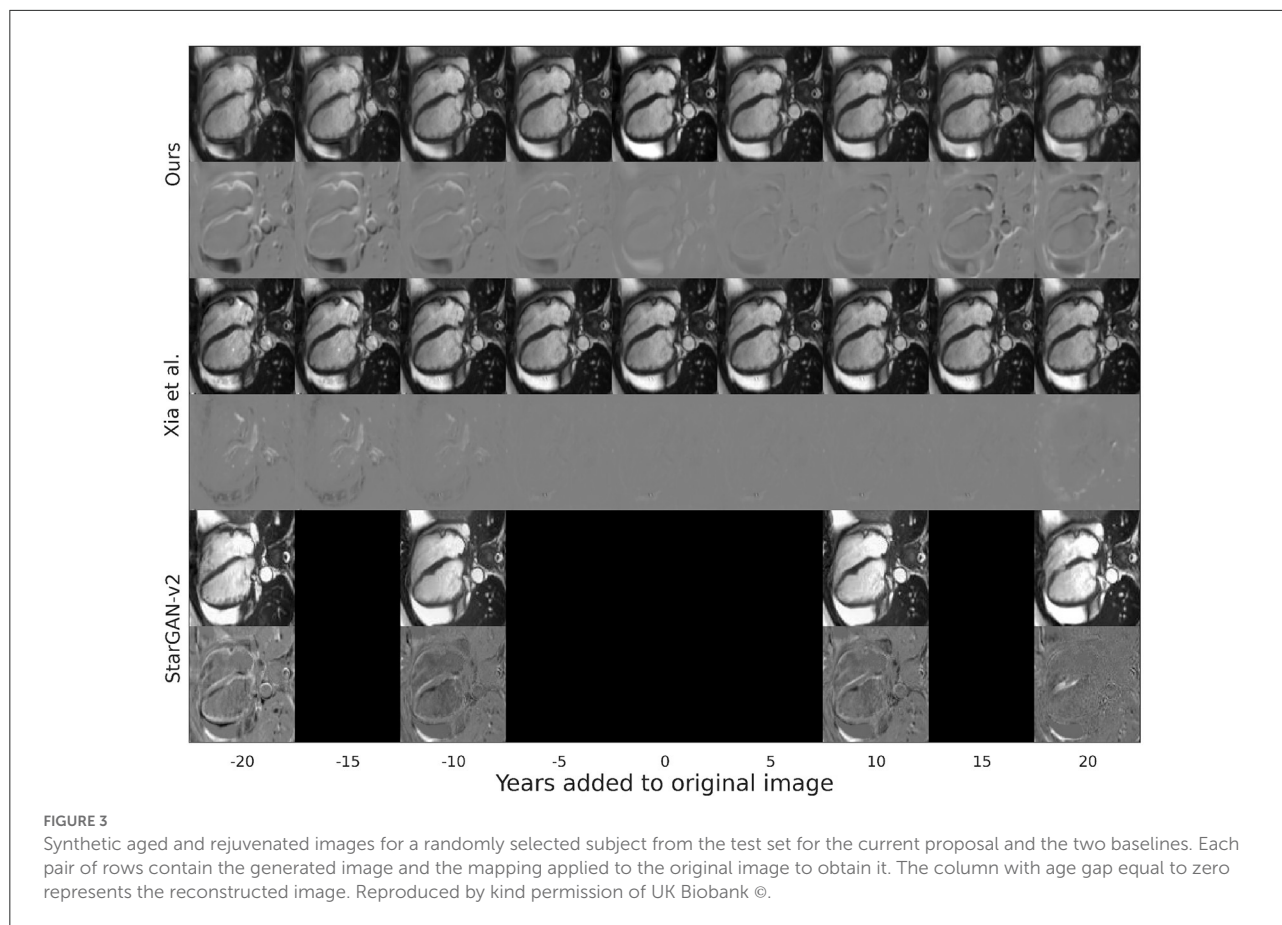 Ours
Xia et al.
StarGAN-v2
-20 -15 -10 -5 0 5 10 15 20
Years added to original image
FIGURE 3
Synthetic aged and rejuvenated images for a randomly selected subject from the test set for the current proposal and the two baselines. Each
pair of rows contain the generated image and the mapping applied to the original image to obtain it. The column with age gap equal to zero
represents the reconstructed image. Reproduced by kind permission of UK Biobank ©.